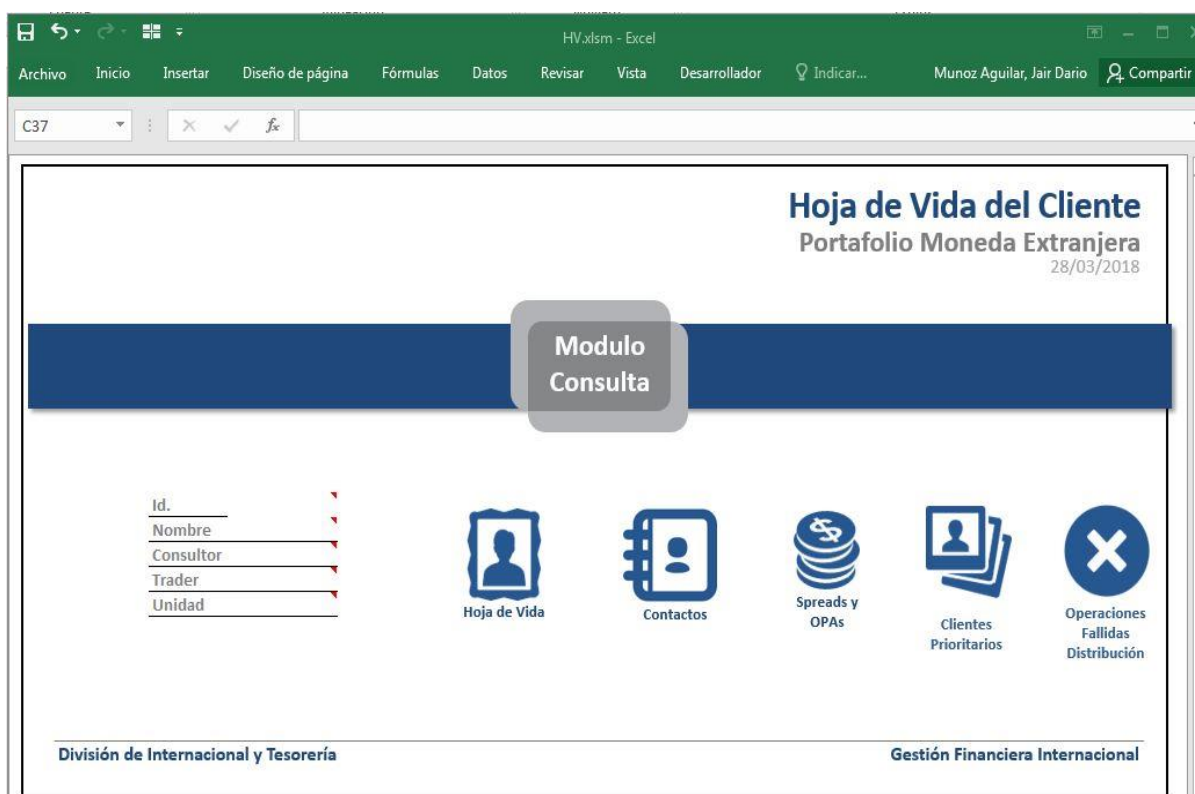 HV.xlsm - Excel
Archivo Inicio Insertar Diseño de página Fórmulas Datos Revisar Vista Desarrollador Indicar... Munoz Aguilar, Jair Dario Compartir
C37 fx
Hoja de Vida del Cliente
Portafolio Moneda Extranjera
28/03/2018
Modulo
Consulta
Id.
Nombre
Consultor
Trader
Unidad
Hoja de Vida
Contactos
Spreads y
OPAs
Clientes
Prioritarios
Operaciones
Fallidas
Distribución
División de Internacional y Tesorería Gestión Financiera Internacional